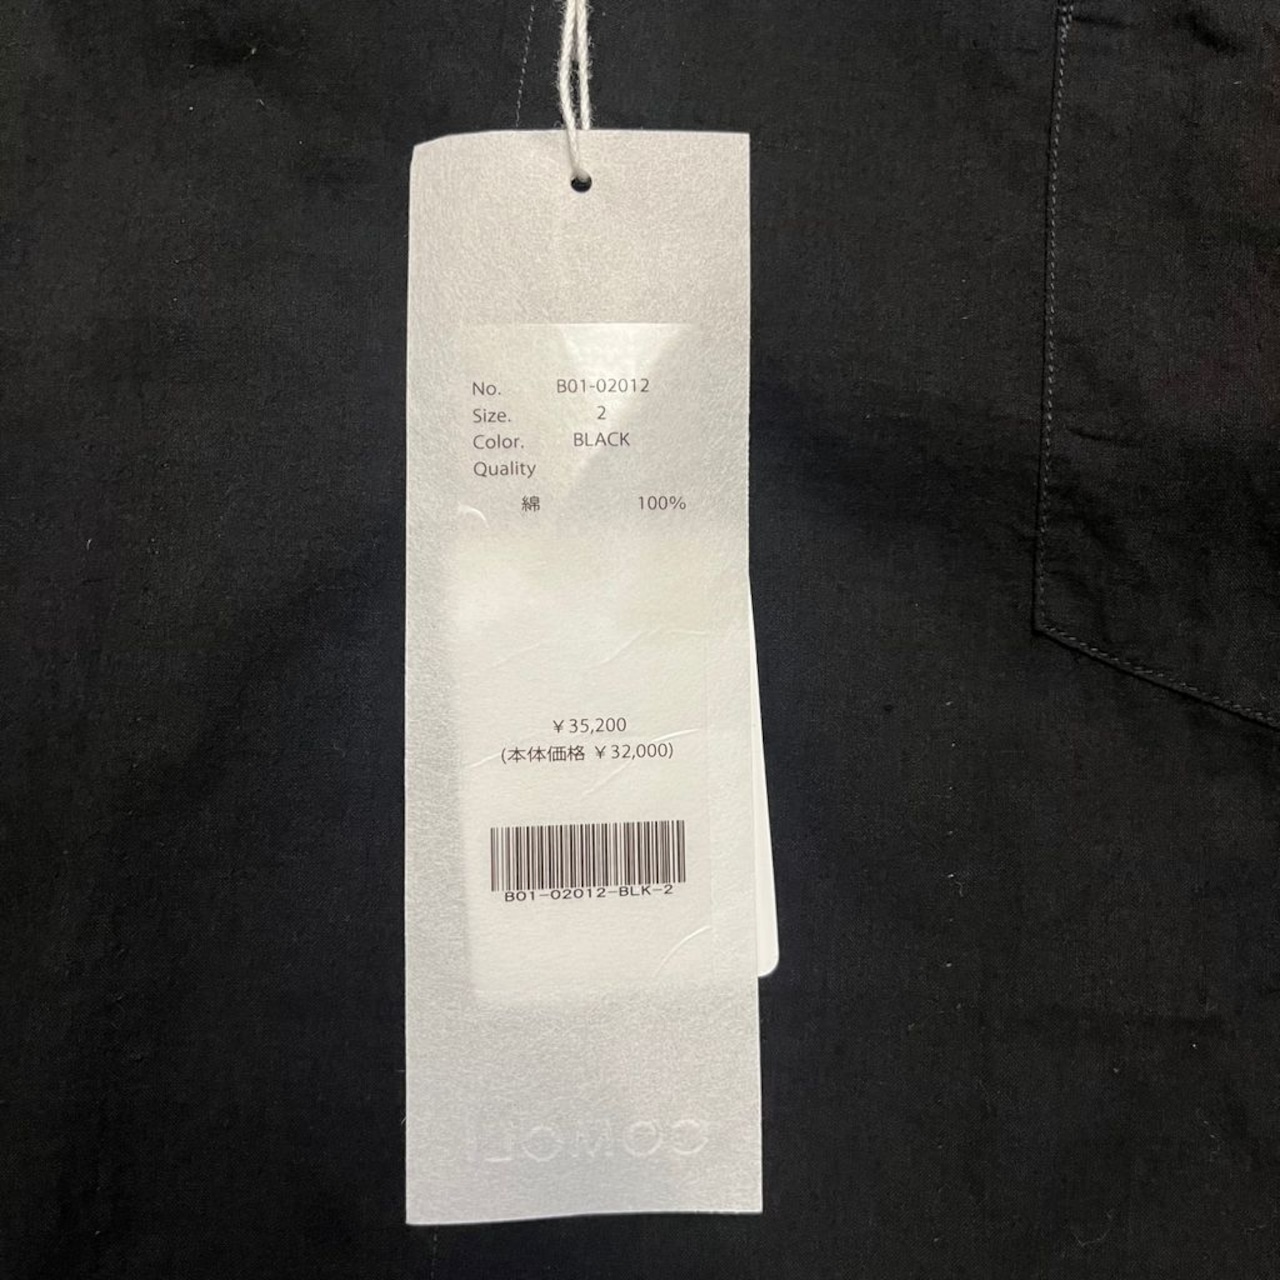 No. B01-02012
Size. 2
Color. BLACK
Quality
綿 100%
￥35,200
(本体価格 ￥32,000)
B01-02012-BLK-2
COMOLI